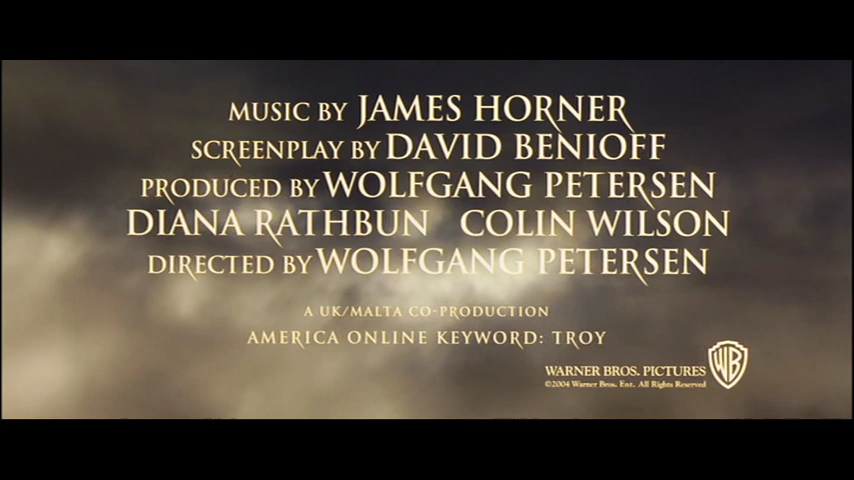 MUSIC BY JAMES HORNER
SCREENPLAY BY DAVID BENIOFF
PRODUCED BY WOLFGANG PETERSEN
DIANA RATHBUN COLIN WILSON
DIRECTED BY WOLFGANG PETERSEN
A UK/MALTA CO-PRODUCTION
AMERICA ONLINE KEYWORD: TROY
WARNER BROS. PICTURES
©2004 Warner Bros. Ent. All Rights Reserved
WB